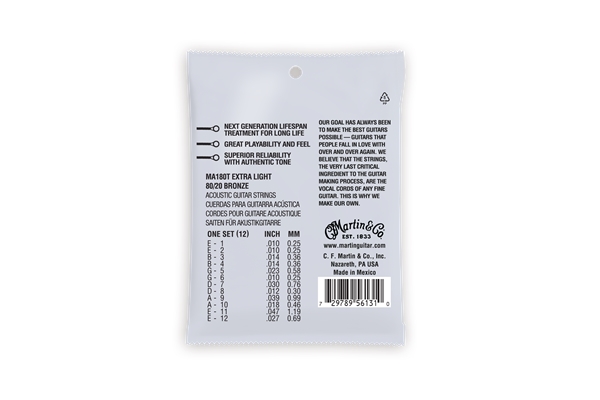 NEXT GENERATION LIFESPAN
TREATMENT FOR LONG LIFE
GREAT PLAYABILITY AND FEEL
SUPERIOR RELIABILITY
WITH AUTHENTIC TONE
MA180T EXTRA LIGHT
80/20 BRONZE
ACOUSTIC GUITAR STRINGS
CUERDAS PARA GUITARRA ACÚSTICA
CORDES POUR GUITARE ACOUSTIQUE
SAITEN FÜR AKUSTIKGITARRE
ONE SET (12) INCH MM
E - 1 .010 0.25
E - 2 .010 0.25
B - 3 .014 0.36
B - 4 .014 0.36
G - 5 .023 0.58
G - 6 .010 0.25
D - 7 .030 0.76
D - 8 .012 0.30
A - 9 .039 0.99
A - 10 .018 0.46
E - 11 .047 1.19
E - 12 .027 0.69
OUR GOAL HAS ALWAYS BEEN
TO MAKE THE BEST GUITARS
POSSIBLE — GUITARS THAT
PEOPLE FALL IN LOVE WITH
OVER AND OVER AGAIN. WE
BELIEVE THAT THE STRINGS,
THE VERY LAST CRITICAL
INGREDIENT TO THE GUITAR
MAKING PROCESS, ARE THE
VOCAL CORDS OF ANY FINE
GUITAR. THIS IS WHY WE
MAKE OUR OWN.
C.F. Martin & Co.
EST. 1833
www.martinguitar.com
C. F. Martin & Co., Inc.
Nazareth, PA USA
Made in Mexico
7 29789 56131 0